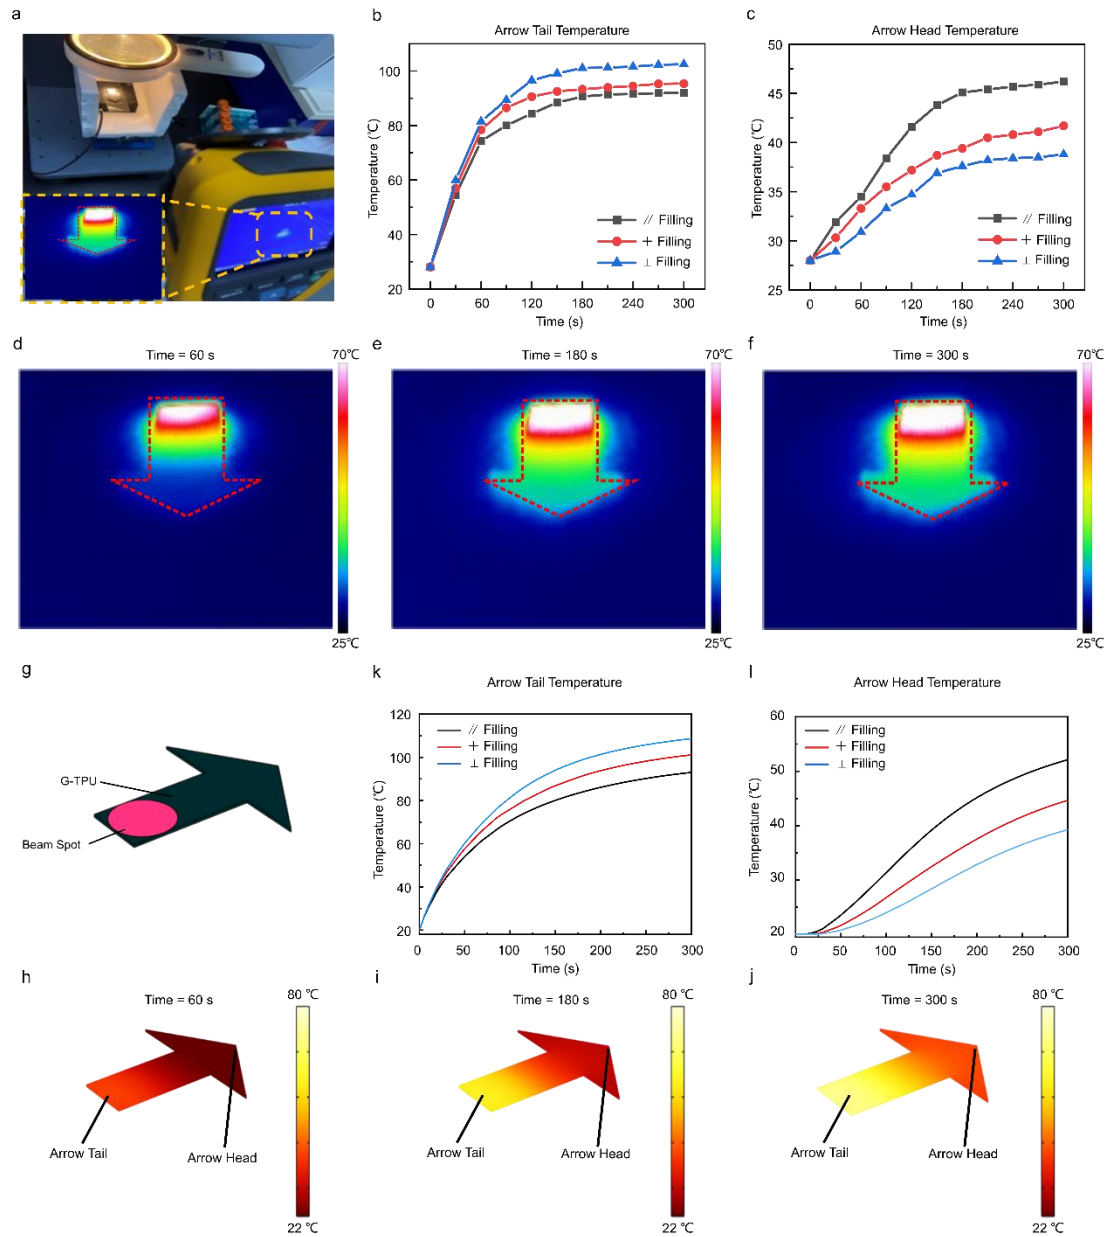 a
b
Arrow Tail Temperature
100
80
60
40
20
Temperature (℃)
// Filling
+ Filling
⊥ Filling
0
60
120
180
240
300
Time (s)
c
Arrow Head Temperature
50
45
40
35
30
25
Temperature (℃)
// Filling
+ Filling
⊥ Filling
0
60
120
180
240
300
Time (s)
d
Time = 60 s
70℃
25℃
e
Time = 180 s
70℃
25℃
f
Time = 300 s
70℃
25℃
g
G-TPU
Beam Spot
k
Arrow Tail Temperature
120
100
80
60
40
20
Temperature (℃)
// Filling
+ Filling
⊥ Filling
0
50
100
150
200
250
300
Time (s)
l
Arrow Head Temperature
60
50
40
30
20
Temperature (℃)
// Filling
+ Filling
⊥ Filling
0
50
100
150
200
250
300
Time (s)
h
Time = 60 s
80 ℃
Arrow Tail
Arrow Head
22 ℃
i
Time = 180 s
80 ℃
Arrow Tail
Arrow Head
22 ℃
j
Time = 300 s
80 ℃
Arrow Tail
Arrow Head
22 ℃